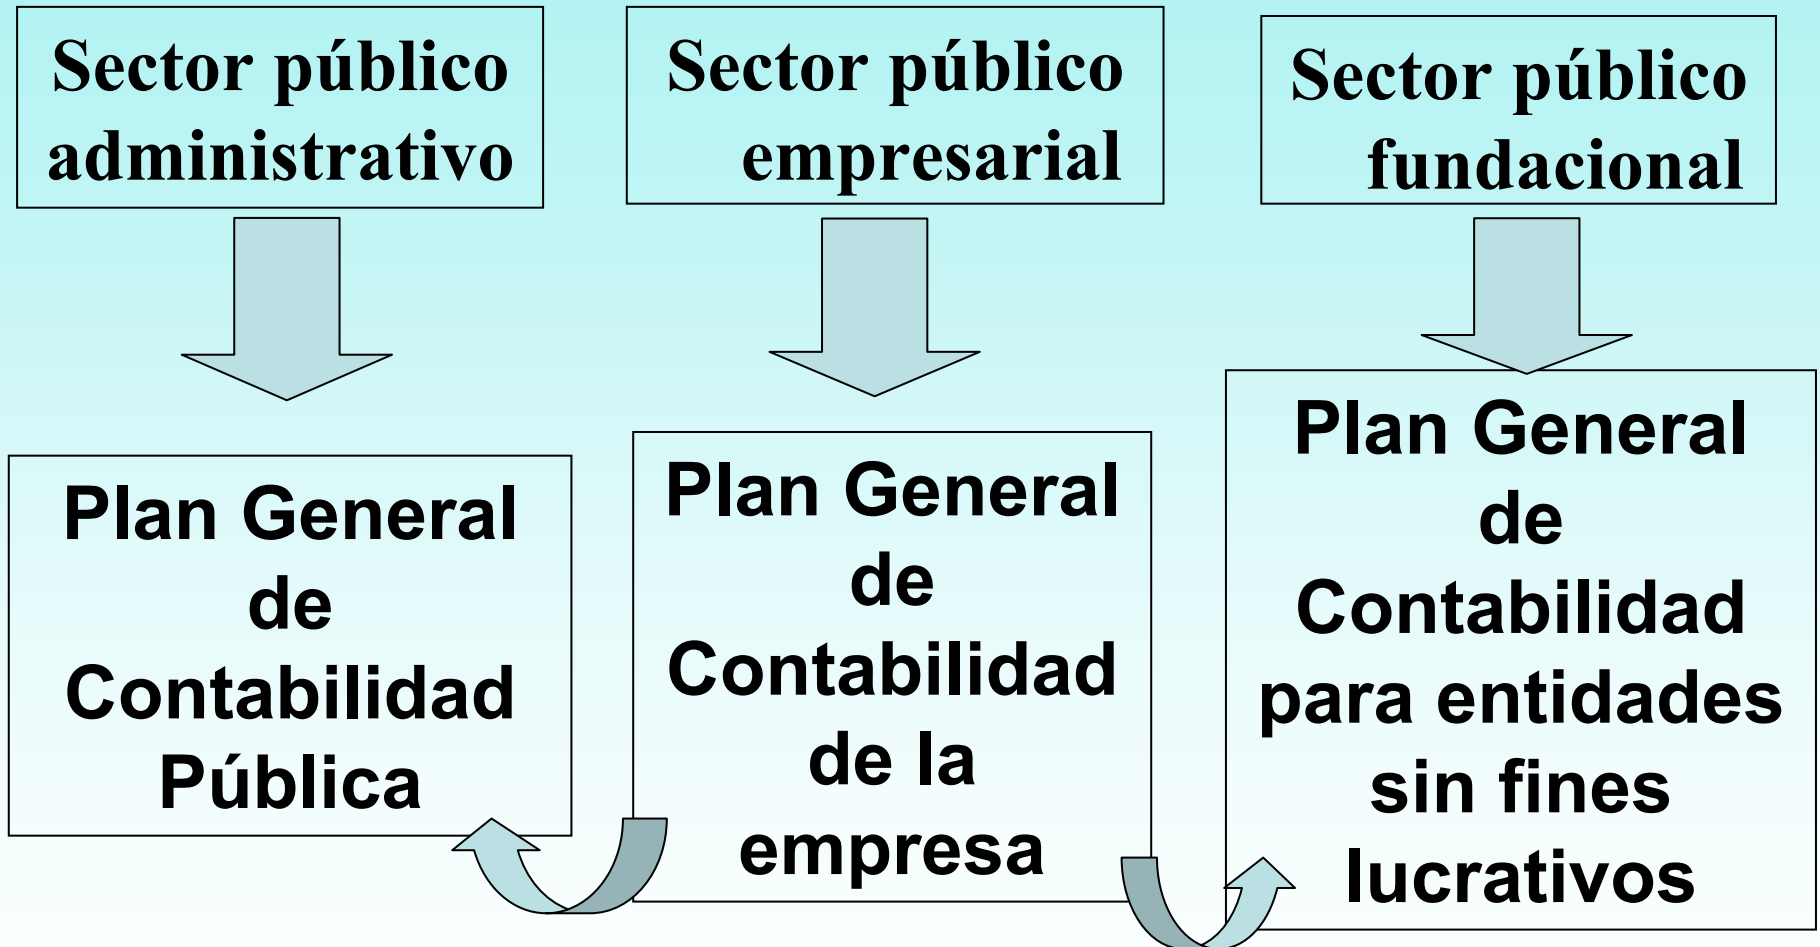 Sector público
administrativo
Sector público
empresarial
Sector público
fundacional
Plan General
de
Contabilidad
Pública
Plan General
de
Contabilidad
de la
empresa
Plan General
de
Contabilidad
para entidades
sin fines
lucrativos